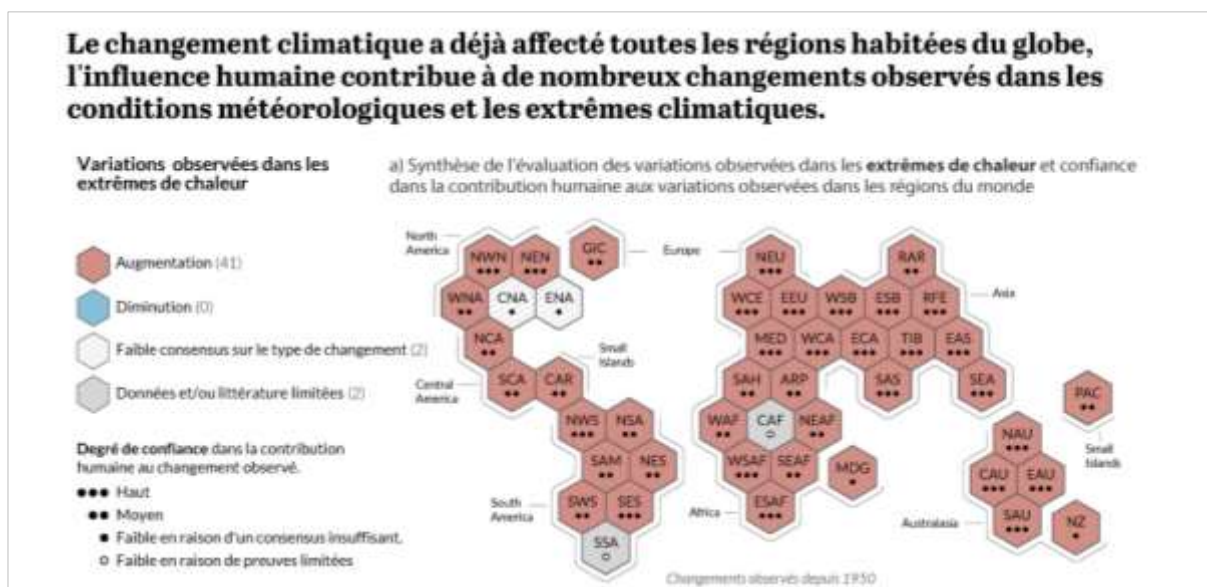 Le changement climatique a déjà affecté toutes les régions habitées du globe,
l'influence humaine contribue à de nombreux changements observés dans les
conditions météorologiques et les extrêmes climatiques.
Variations observées dans les
extrêmes de chaleur
a) Synthèse de l'évaluation des variations observées dans les extrêmes de chaleur et confiance
dans la contribution humaine aux variations observées dans les régions du monde
Augmentation (41)
Diminution (0)
Faible consensus sur le type de changement (2)
Données et/ou littérature limitées (2)
Degré de confiance dans la contribution
humaine au changement observé.
●●● Haut
●● Moyen
● Faible en raison d'un consensus insuffisant.
○ Faible en raison de preuves limitées
North
America
NWN NEN GIC
WNA CNA ENA
NCA
Small
Islands
Central
America
SCA CAR
NWS NSA
SAM NES
South
America
SWS SES
SSA
Europe
NEU RAR
WCE EEU WSB ESB RFE
Asia
MED WCA ECA TIB EAS
SAH ARP SAS SEA
WAF CAF NEAF
WSAF SEAF MDG
Africa
ESAF
PAC
Small
Islands
NAU
CAU EAU
Australasia
SAU NZ
Changements observés depuis 1950